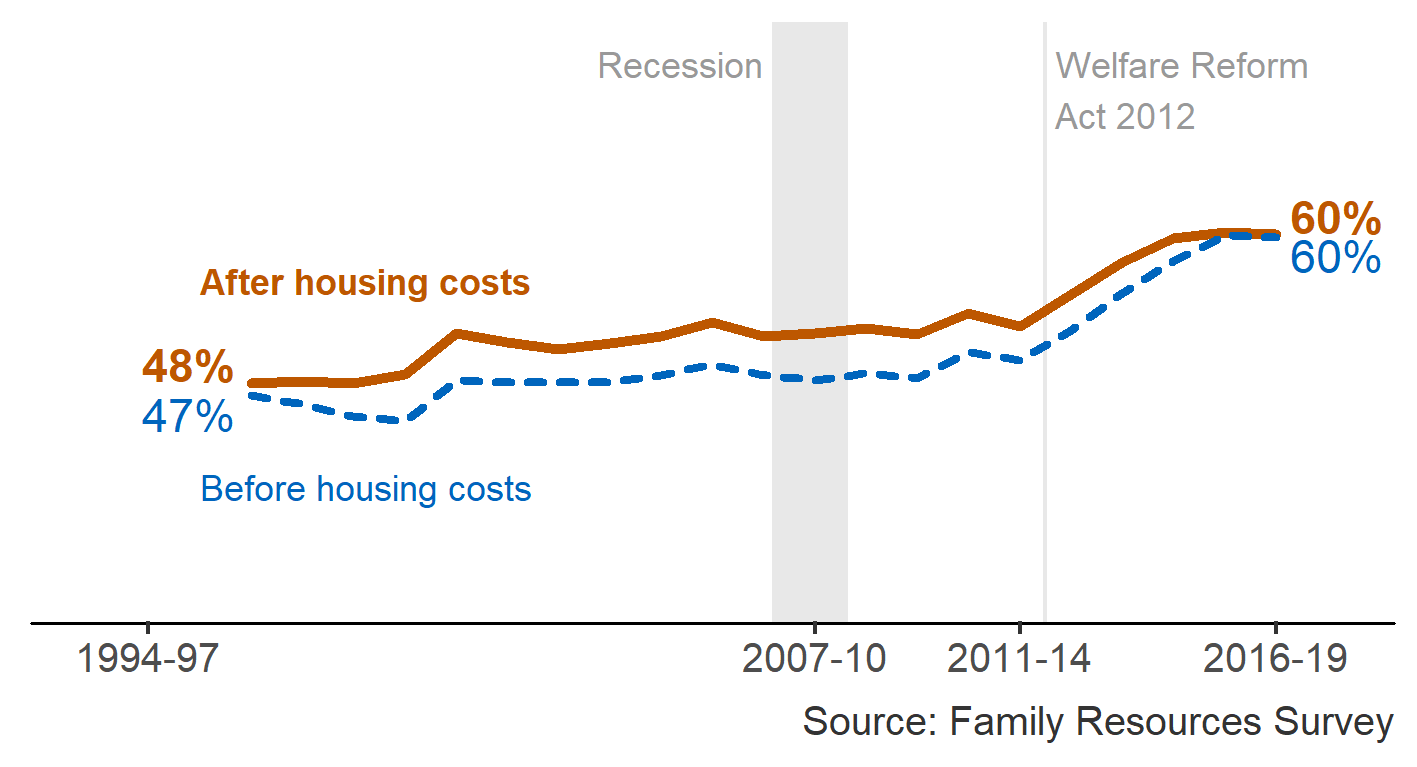 Recession
Welfare Reform
Act 2012
60%
60%
After housing costs
48%
47%
Before housing costs
1994-97
2007-10
2011-14
2016-19
Source: Family Resources Survey